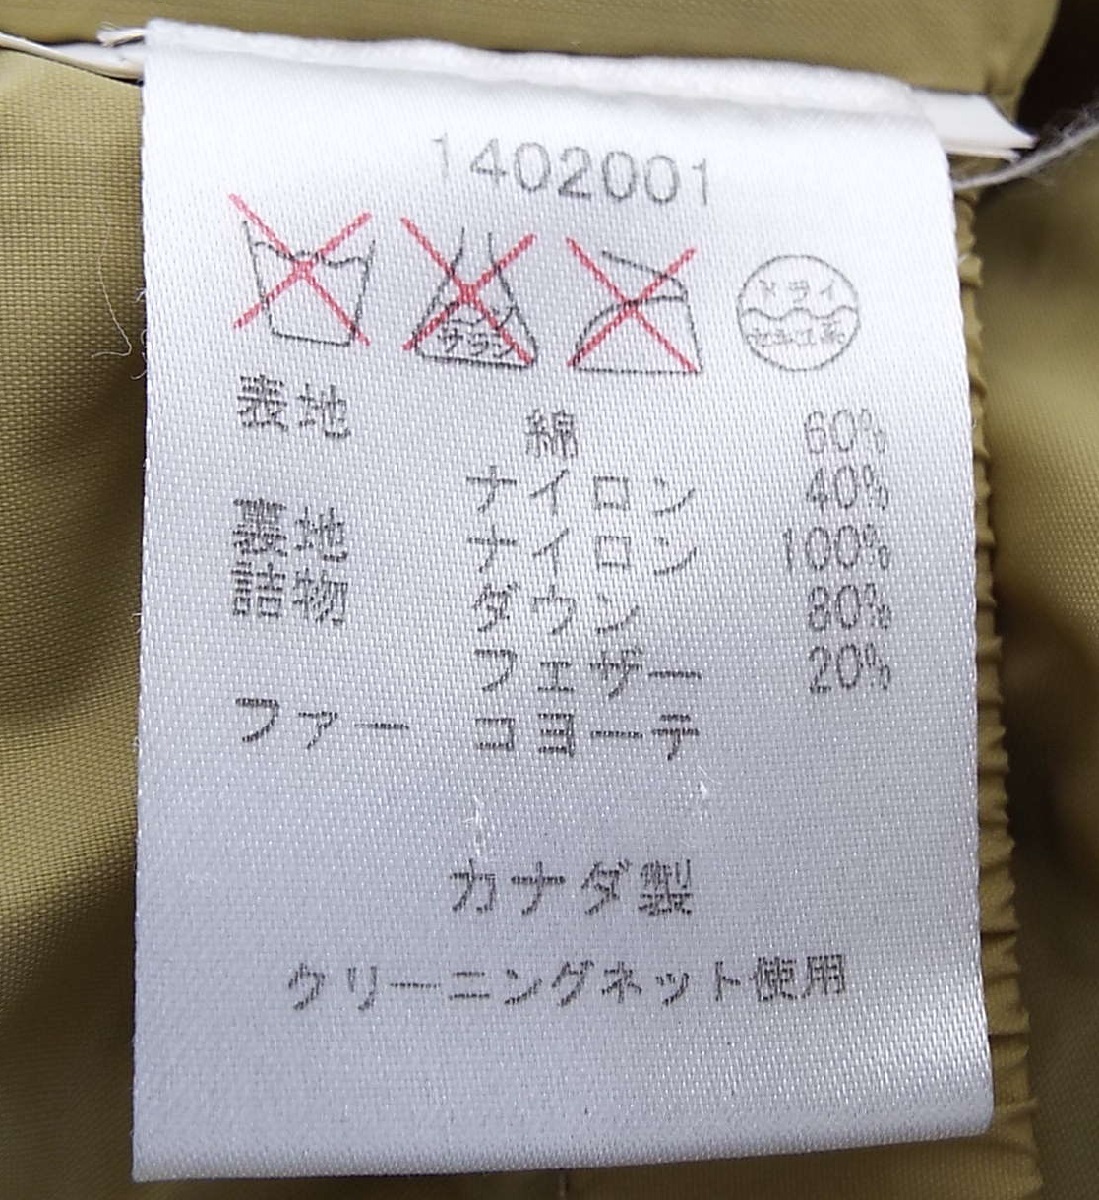 1402001
サラシ
ドライ
セキユ系
表地 綿 60%
ナイロン 40%
裏地 ナイロン 100%
詰物 ダウン 80%
フェザー 20%
ファー コヨーテ
カナダ製
クリーニングネット使用